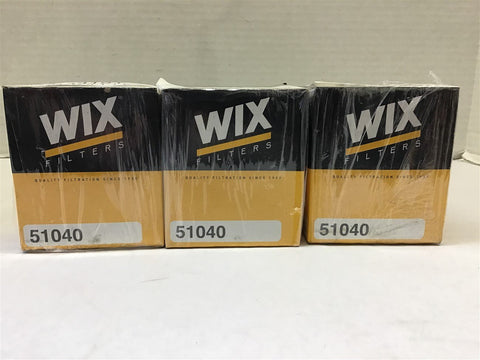 WIX
FILTERS
QUALITY FILTRATION SINCE 1939
51040
WIX
FILTERS
QUALITY FILTRATION SINCE 1939
51040
WIX
FILTERS
QUALITY FILTRATION SINCE 1939
51040